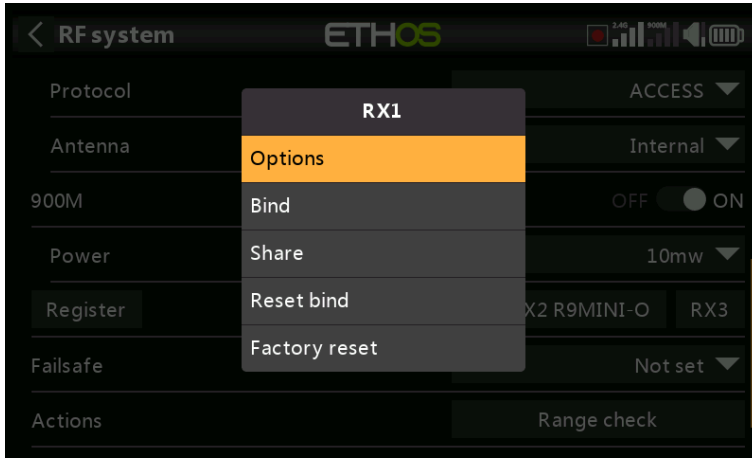 RF system
ETHOS
2.4G
900M
Protocol
ACCESS
Antenna
Internal
900M
OFF
ON
Power
10mw
Register
X2 R9MINI-O
RX3
Failsafe
Not set
Actions
Range check
RX1
Options
Bind
Share
Reset bind
Factory reset